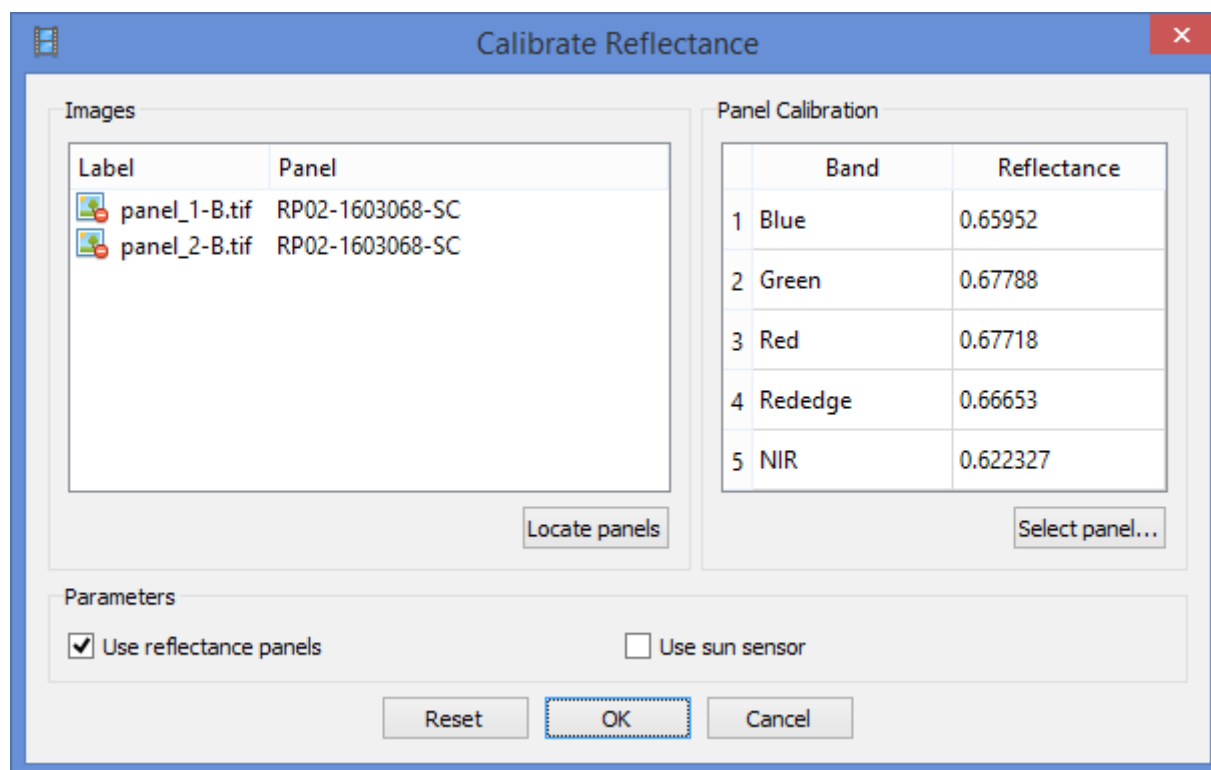 Calibrate Reflectance
Images
Label Panel
panel_1-B.tif RP02-1603068-SC
panel_2-B.tif RP02-1603068-SC
Locate panels
Panel Calibration
Band Reflectance
1 Blue 0.65952
2 Green 0.67788
3 Red 0.67718
4 Rededge 0.66653
5 NIR 0.622327
Select panel...
Parameters
Use reflectance panels Use sun sensor
Reset OK Cancel